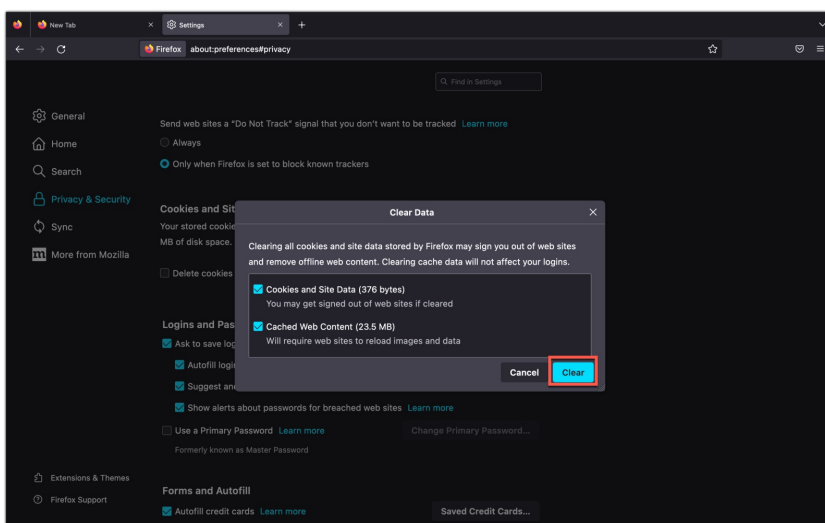 New Tab
Settings
Firefox about:preferences#privacy
Find in Settings
General
Home
Search
Privacy & Security
Sync
More from Mozilla
Extensions & Themes
Firefox Support
Send web sites a "Do Not Track" signal that you don't want to be tracked Learn more
Always
Only when Firefox is set to block known trackers
Cookies and Sit
Your stored cookie
MB of disk space.
Delete cookies
Clear Data
Clearing all cookies and site data stored by Firefox may sign you out of web sites
and remove offline web content. Clearing cache data will not affect your logins.
Cookies and Site Data (376 bytes)
You may get signed out of web sites if cleared
Cached Web Content (23.5 MB)
Will require web sites to reload images and data
Cancel Clear
Logins and Pas
Ask to save log
Autofill login
Suggest and
Show alerts about passwords for breached web sites Learn more
Use a Primary Password Learn more Change Primary Password...
Formerly known as Master Password
Forms and Autofill
Autofill credit cards Learn more Saved Credit Cards...